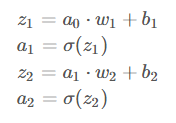 z₁ = a₀ · w₁ + b₁
a₁ = σ(z₁)
z₂ = a₁ · w₂ + b₂
a₂ = σ(z₂)